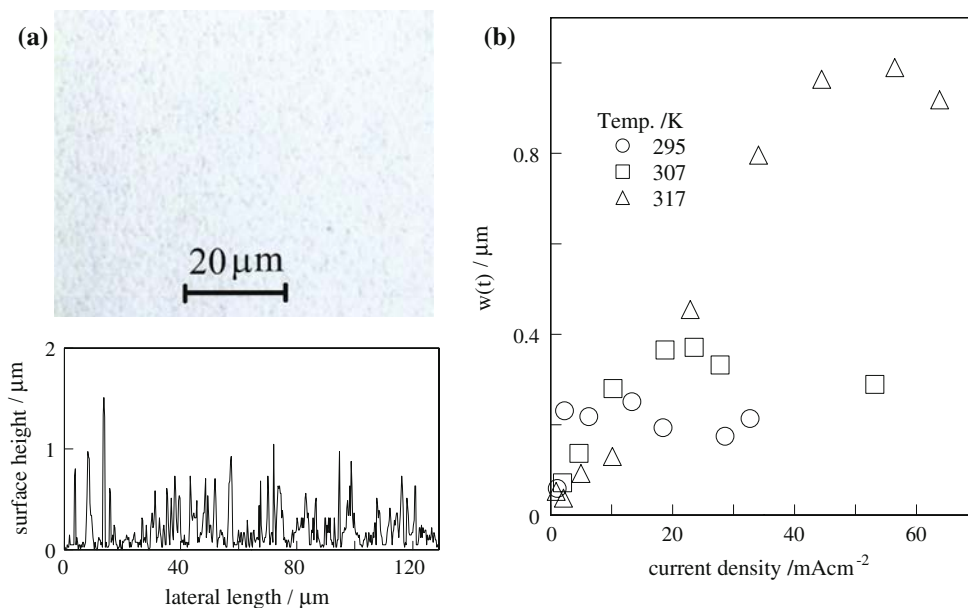 (a)
20 μm
2
1
0
surface height / μm
0 40 80 120
lateral length / μm
(b)
Temp. /K
295
307
317
0.8
0.4
0
w(t) / μm
0 20 40 60
current density /mAcm-2